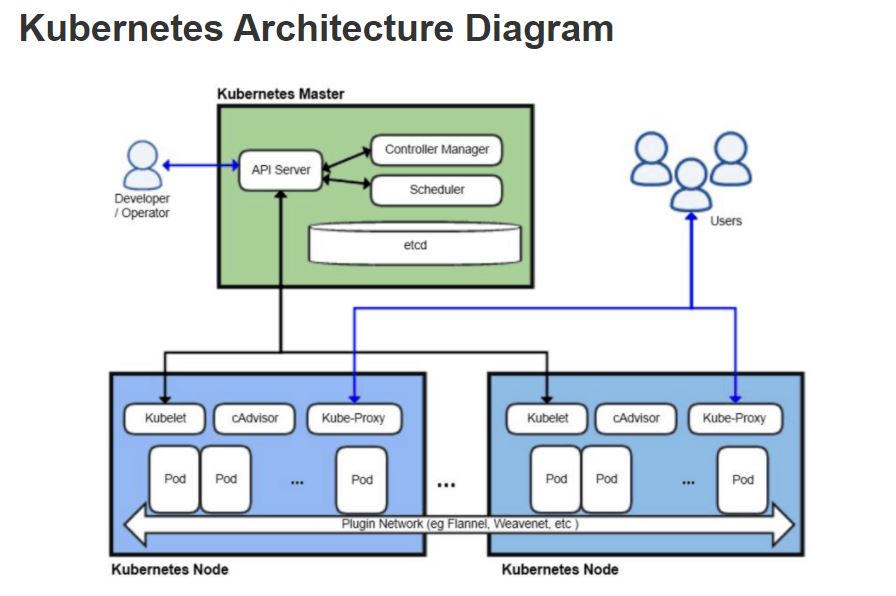 Kubernetes Architecture Diagram
Kubernetes Master
API Server
Controller Manager
Scheduler
etcd
Developer
/ Operator
Users
Kubelet
cAdvisor
Kube-Proxy
Pod
Pod
...
Pod
Kubernetes Node
...
Kubelet
cAdvisor
Kube-Proxy
Pod
Pod
...
Pod
Plugin Network (eg Flannel, Weavenet, etc )
Kubernetes Node